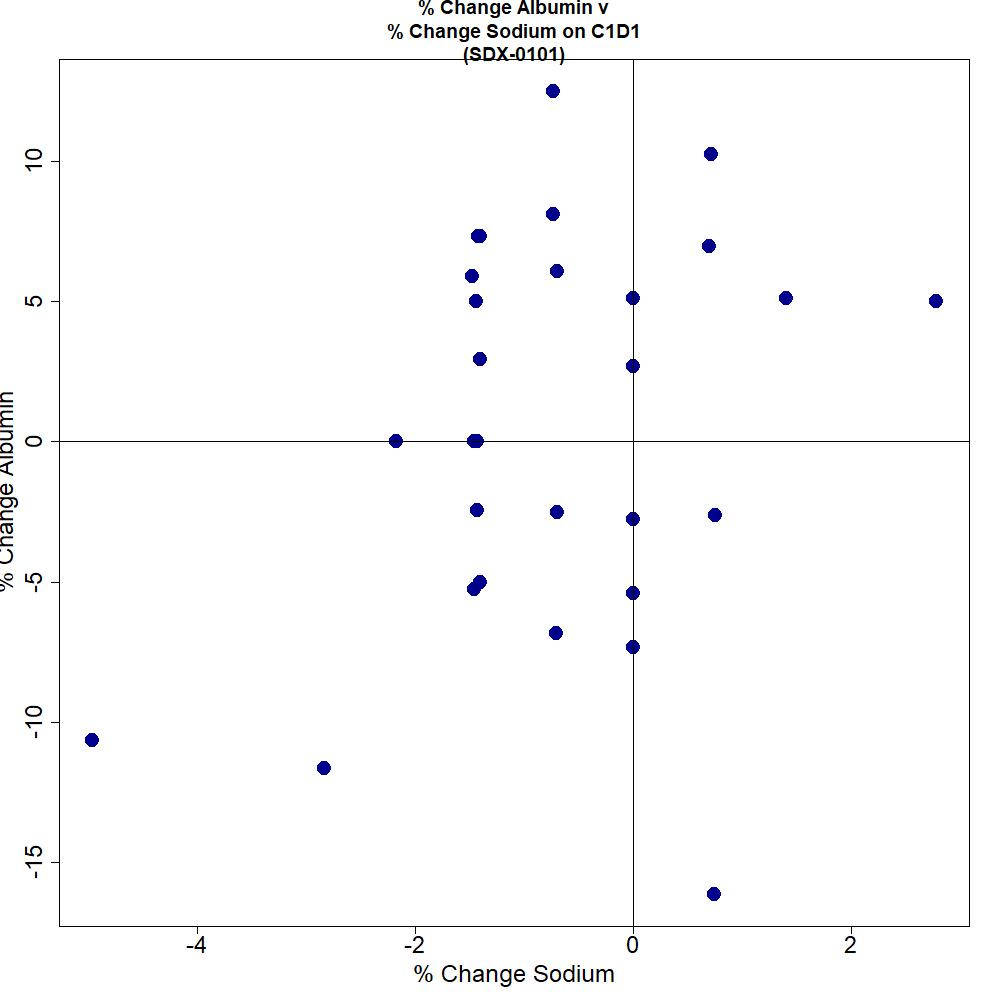 % Change Albumin v
% Change Sodium on C1D1
(SDX-0101)
% Change Albumin
10
5
0
-5
-10
-15
-4
-2
0
2
% Change Sodium